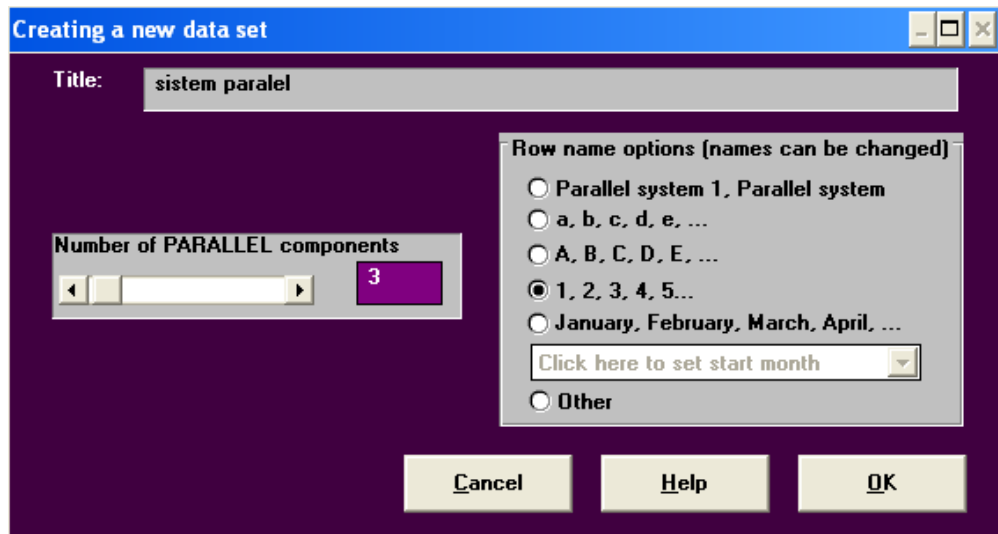 Creating a new data set
Title:
sistem paralel
Number of PARALLEL components
3
Row name options (names can be changed)
Parallel system 1, Parallel system
a, b, c, d, e, ...
A, B, C, D, E, ...
1, 2, 3, 4, 5...
January, February, March, April, ...
Click here to set start month
Other
Cancel
Help
OK